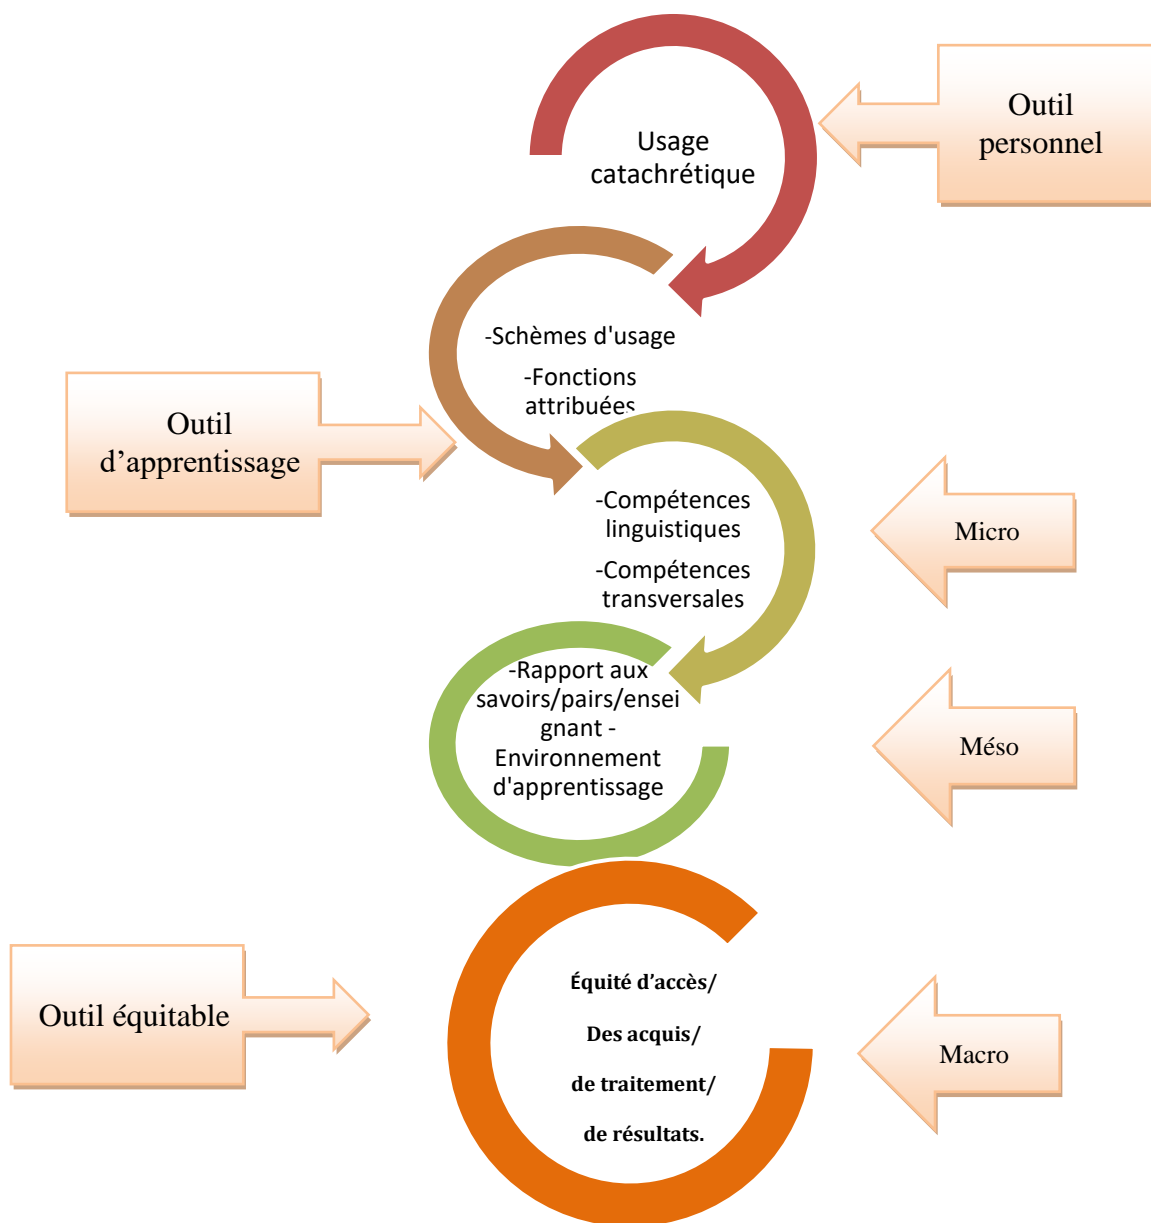 Outil
personnel
Usage
catachrétique
-Schèmes d'usage
-Fonctions
attribuées
Outil
d’apprentissage
-Compétences
linguistiques
-Compétences
transversales
Micro
-Rapport aux
savoirs/pairs/ensei
gnant -
Environnement
d'apprentissage
Méso
Équité d’accès/
Des acquis/
de traitement/
de résultats.
Outil équitable
Macro